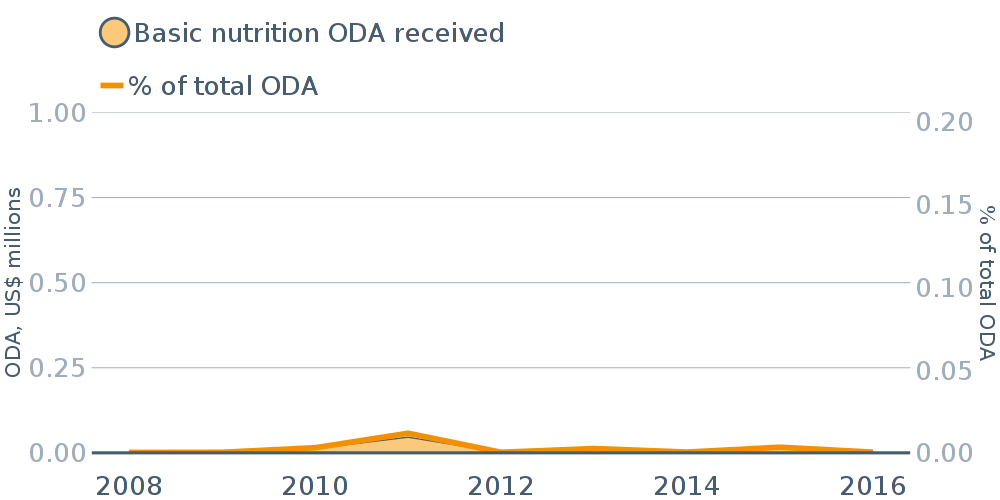 Basic nutrition ODA received
% of total ODA
1.00
0.75
0.50
0.25
0.00
ODA, US$ millions
0.20
0.15
0.10
0.05
0.00
% of total ODA
2008 2010 2012 2014 2016